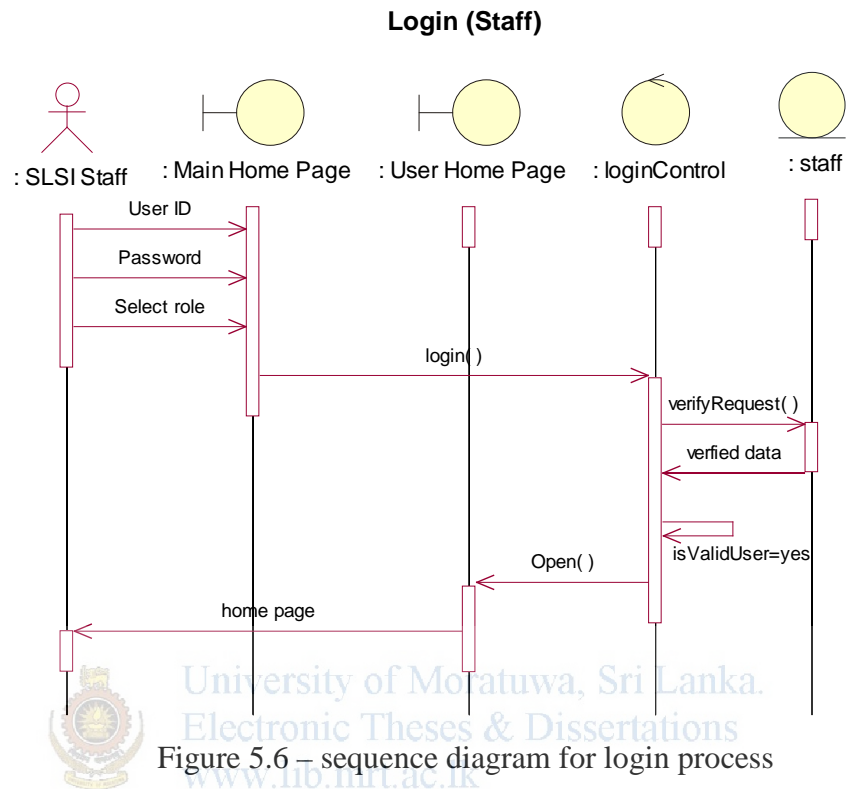 Login (Staff)
: SLSI Staff
: Main Home Page
: User Home Page
: loginControl
: staff
User ID
Password
Select role
login( )
verifyRequest( )
verfied data
isValidUser=yes
Open( )
home page
University of Moratuwa, Sri Lanka.
Electronic Theses & Dissertations
Figure 5.6 – sequence diagram for login process
www.lib.mrt.ac.lk